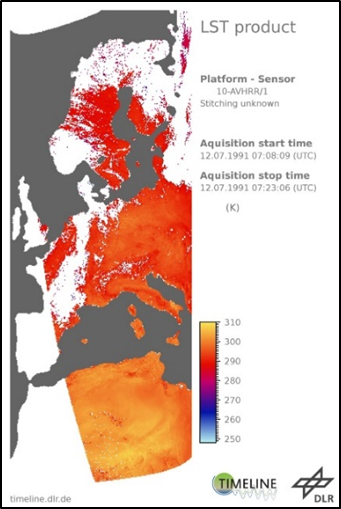 LST product
Platform - Sensor
10-AVHRR/1
Stitching unknown
Aquisition start time
12.07.1991 07:08:09 (UTC)
Aquisition stop time
12.07.1991 07:23:06 (UTC)
(K)
310
300
290
280
270
260
250
timeline.dlr.de
TIMELINE
DLR